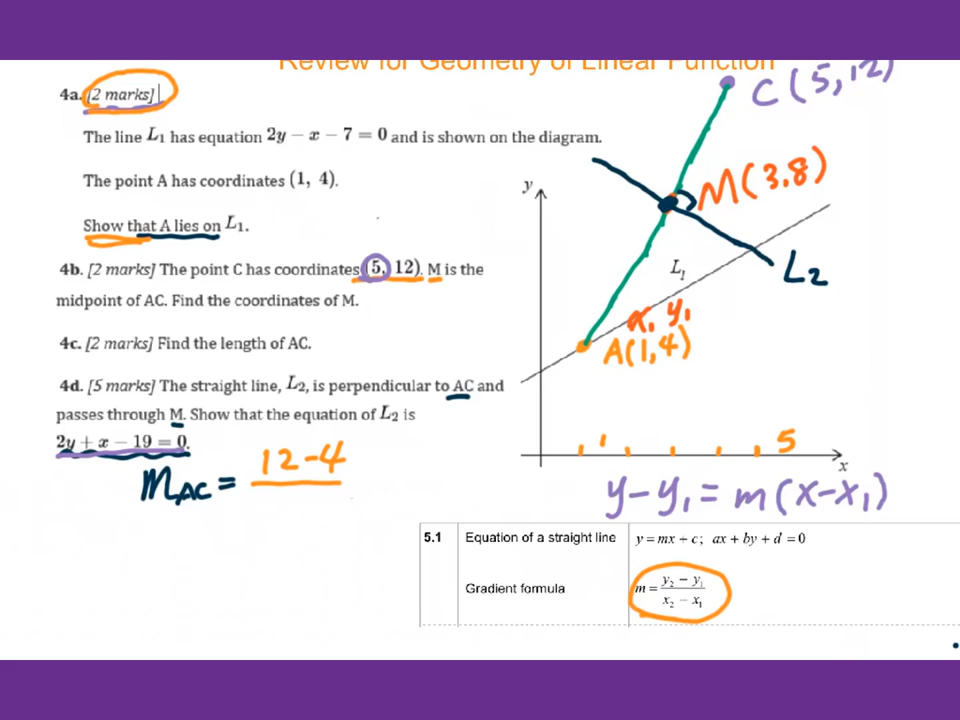 Review for Geometry of Linear Function
4a. [2 marks]
The line L₁ has equation 2y − x − 7 = 0 and is shown on the diagram.
The point A has coordinates (1, 4).
Show that A lies on L₁.
4b. [2 marks] The point C has coordinates (5, 12). M is the
midpoint of AC. Find the coordinates of M.
4c. [2 marks] Find the length of AC.
4d. [5 marks] The straight line, L₂, is perpendicular to AC and
passes through M. Show that the equation of L₂ is
2y + x − 19 = 0.
M_AC = 12-4
C (5,12)
y
M(3,8)
L₁
L2
x, y₁
A(1,4)
1
5
x
y-y₁ = m(x-x₁)
5.1 Equation of a straight line y = mx + c; ax + by + d = 0
Gradient formula m = (y₂ − y₁)/(x₂ − x₁)